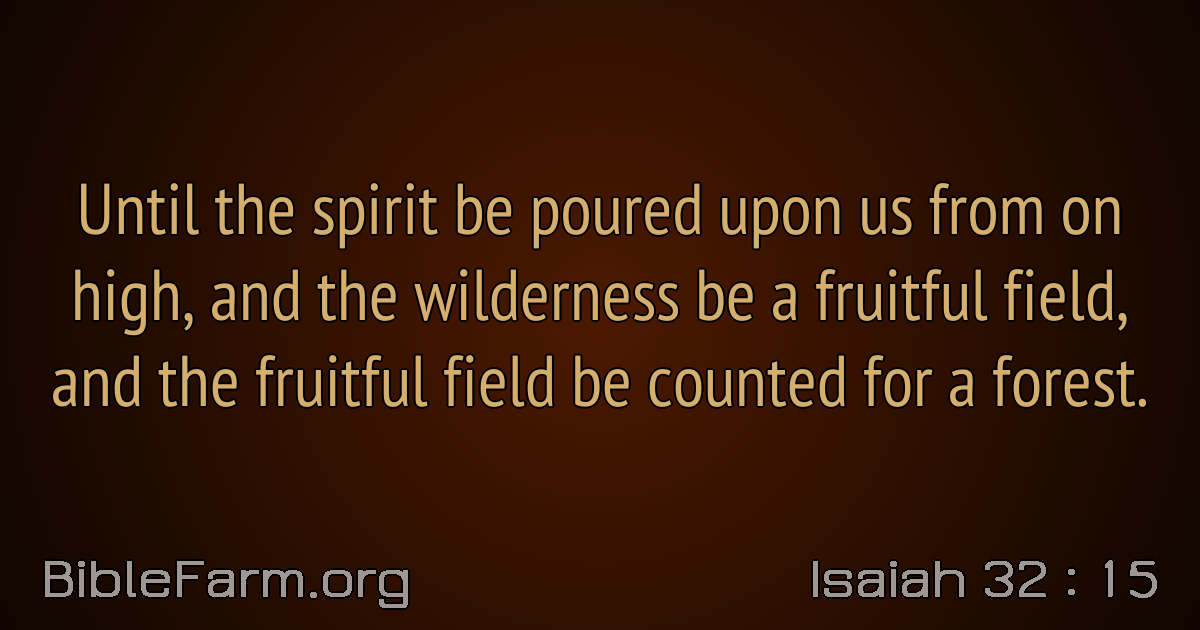 Until the spirit be poured upon us from on
high, and the wilderness be a fruitful field,
and the fruitful field be counted for a forest.
BibleFarm.org
Isaiah 32 : 15